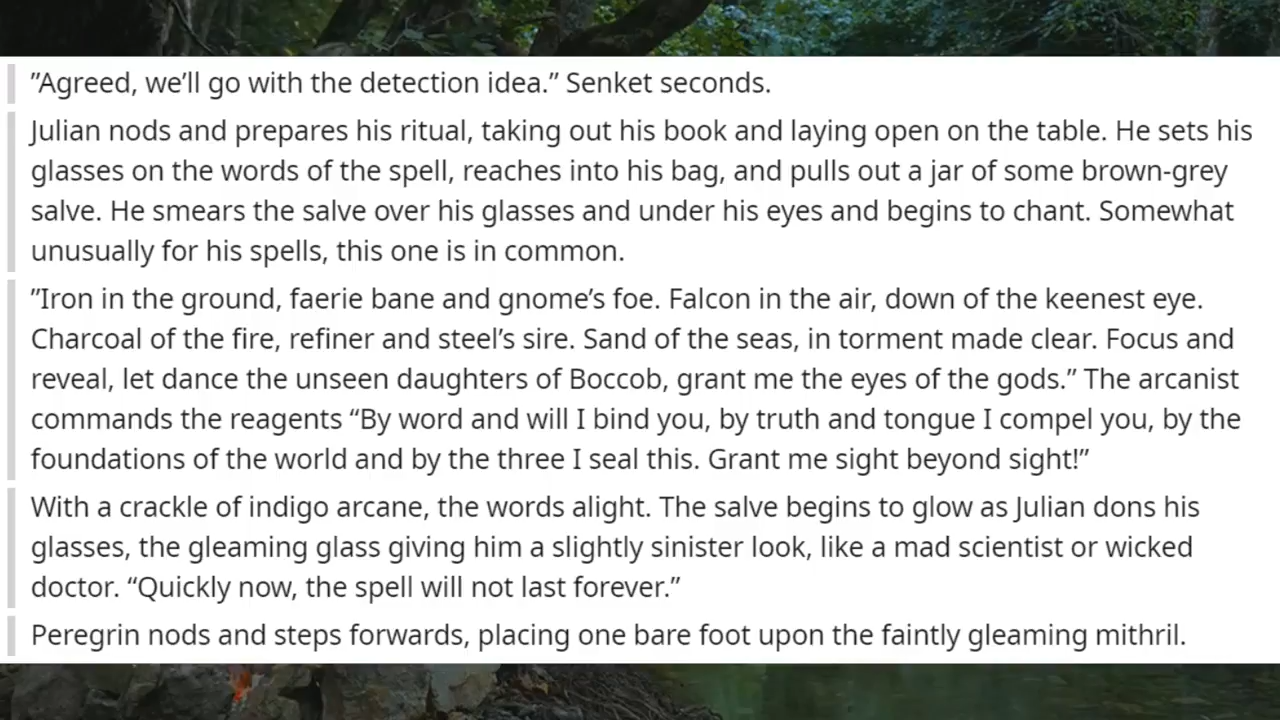 ”Agreed, we’ll go with the detection idea.” Senket seconds.
Julian nods and prepares his ritual, taking out his book and laying open on the table. He sets his
glasses on the words of the spell, reaches into his bag, and pulls out a jar of some brown-grey
salve. He smears the salve over his glasses and under his eyes and begins to chant. Somewhat
unusually for his spells, this one is in common.
”Iron in the ground, faerie bane and gnome’s foe. Falcon in the air, down of the keenest eye.
Charcoal of the fire, refiner and steel’s sire. Sand of the seas, in torment made clear. Focus and
reveal, let dance the unseen daughters of Boccob, grant me the eyes of the gods.” The arcanist
commands the reagents “By word and will I bind you, by truth and tongue I compel you, by the
foundations of the world and by the three I seal this. Grant me sight beyond sight!”
With a crackle of indigo arcane, the words alight. The salve begins to glow as Julian dons his
glasses, the gleaming glass giving him a slightly sinister look, like a mad scientist or wicked
doctor. “Quickly now, the spell will not last forever.”
Peregrin nods and steps forwards, placing one bare foot upon the faintly gleaming mithril.